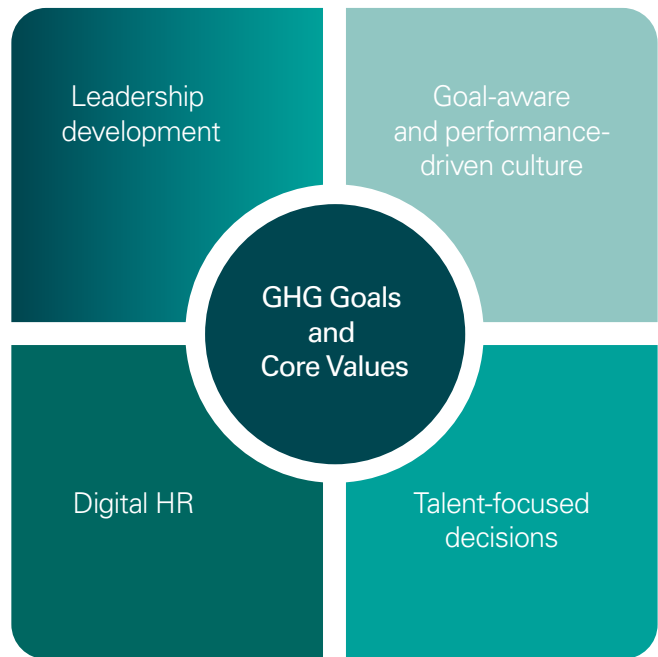 Leadership
development
Goal-aware
and performance-
driven culture
GHG Goals
and
Core Values
Digital HR
Talent-focused
decisions